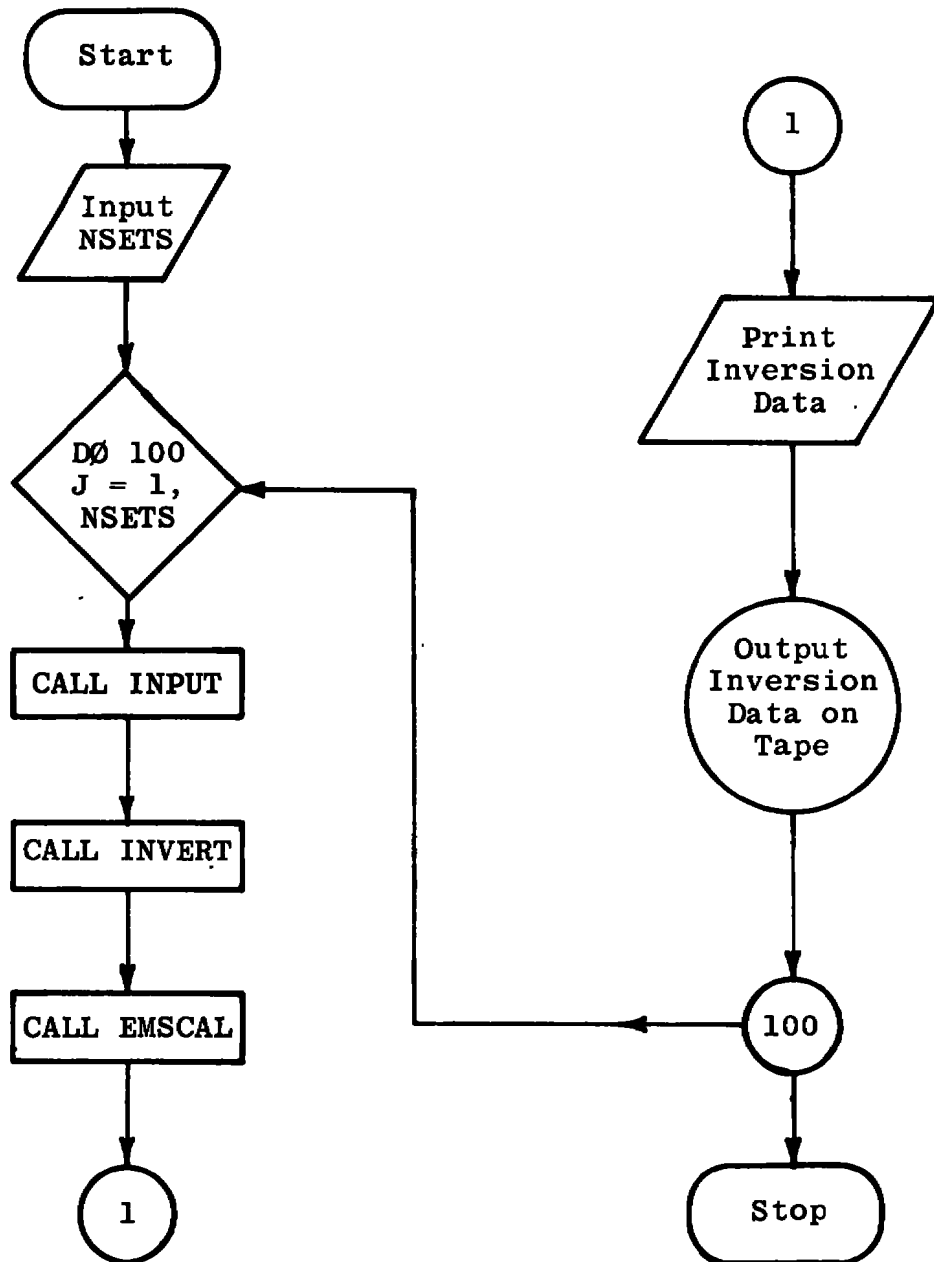 Start
Input
NSETS
DØ 100
J = 1,
NSETS
CALL INPUT
CALL INVERT
CALL EMSCAL
1
1
Print
Inversion
Data
Output
Inversion
Data on
Tape
100
Stop